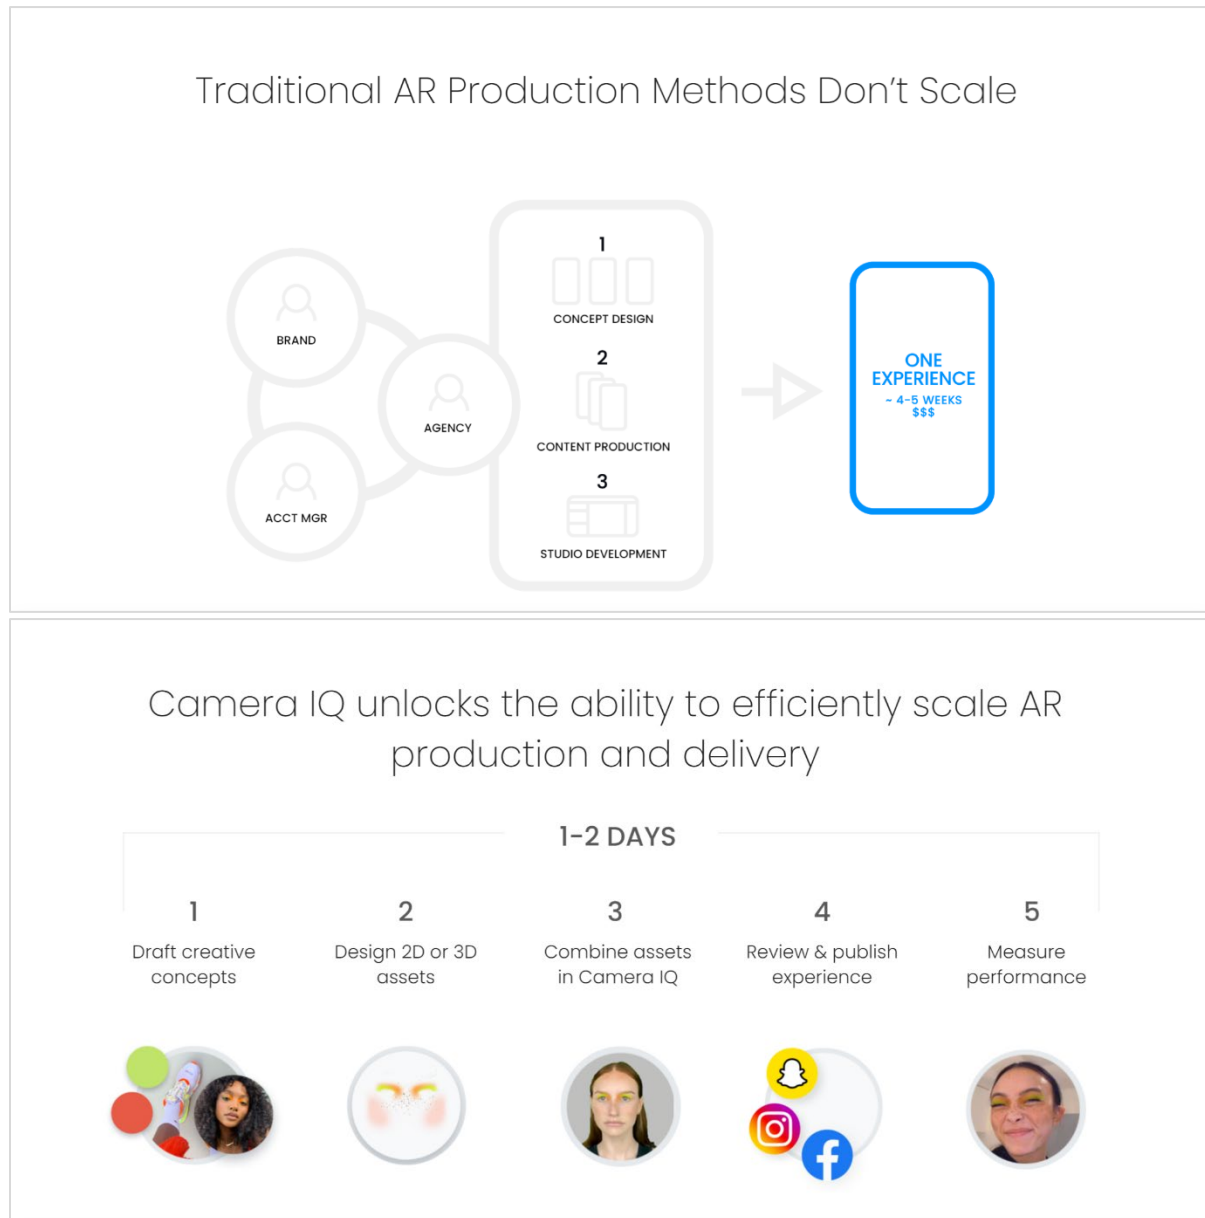 Traditional AR Production Methods Don't Scale
BRAND
ACCT MGR
AGENCY
1
CONCEPT DESIGN
2
CONTENT PRODUCTION
3
STUDIO DEVELOPMENT
ONE
EXPERIENCE
~ 4-5 WEEKS
$$$
Camera IQ unlocks the ability to efficiently scale AR
production and delivery
1-2 DAYS
1
Draft creative
concepts
2
Design 2D or 3D
assets
3
Combine assets
in Camera IQ
4
Review & publish
experience
5
Measure
performance